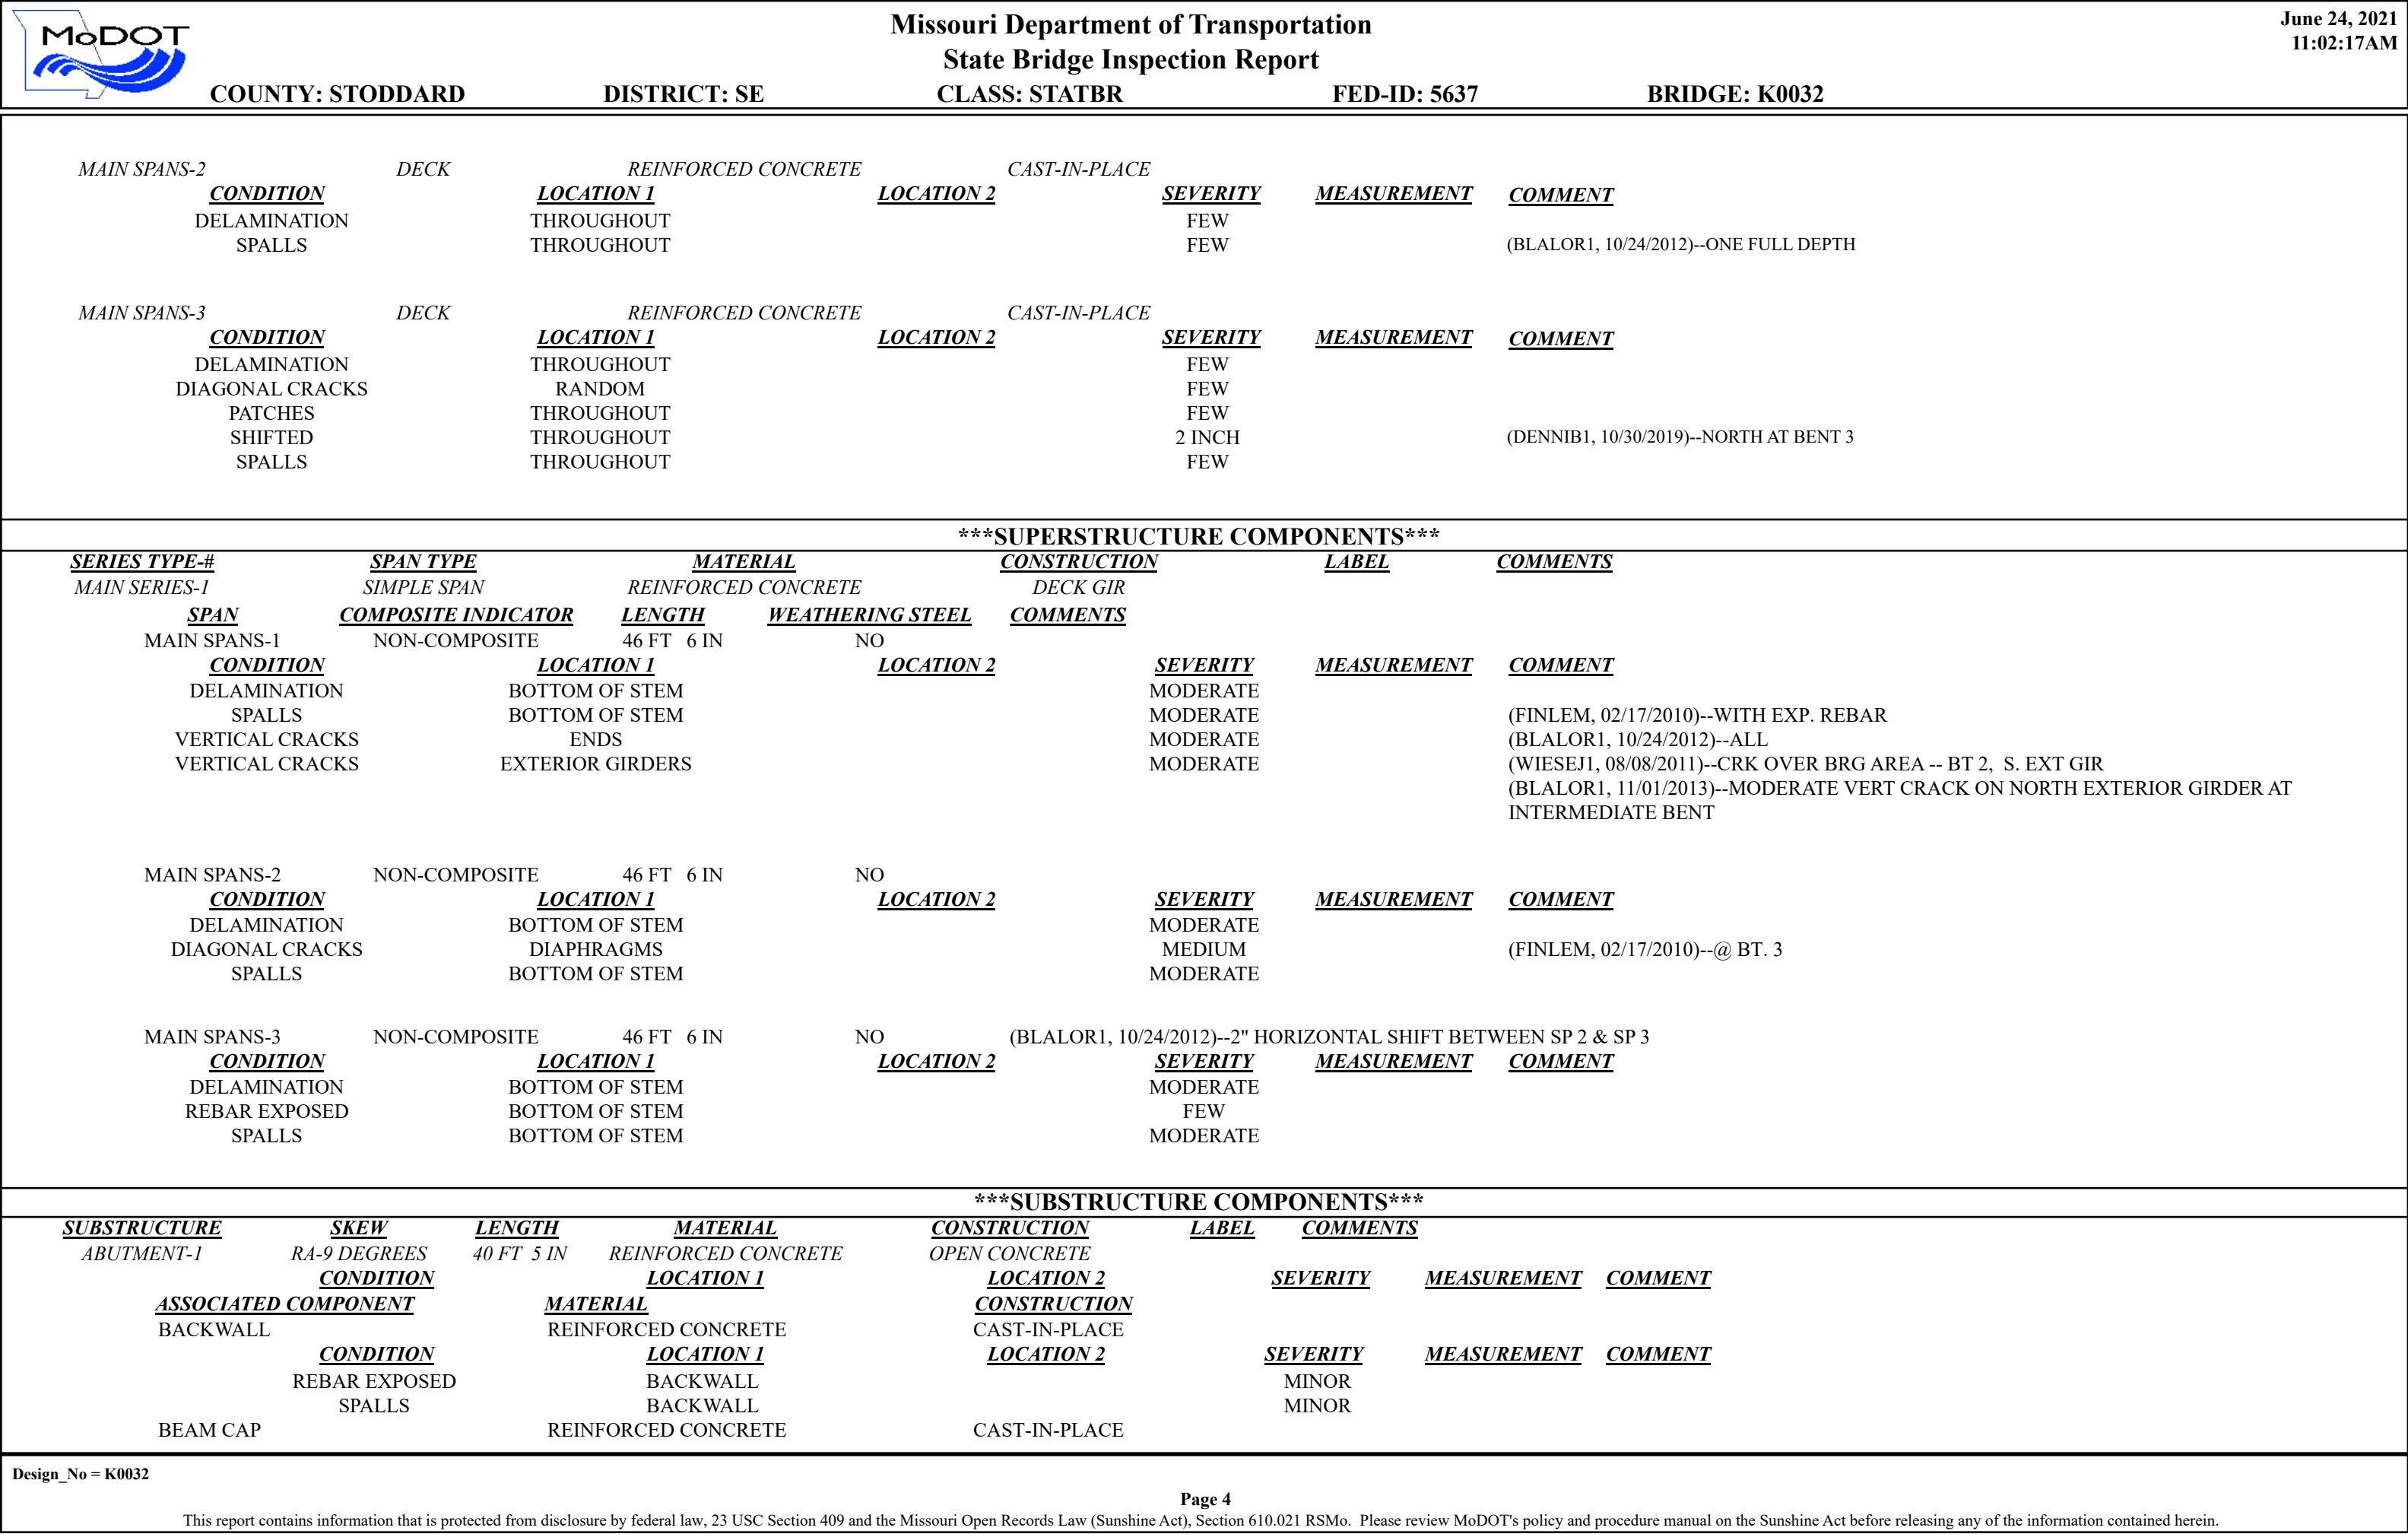 MoDOT
Missouri Department of Transportation
State Bridge Inspection Report
June 24, 2021
11:02:17AM
COUNTY: STODDARD DISTRICT: SE CLASS: STATBR FED-ID: 5637 BRIDGE: K0032
MAIN SPANS-2 DECK REINFORCED CONCRETE CAST-IN-PLACE
CONDITION LOCATION 1 LOCATION 2 SEVERITY MEASUREMENT COMMENT
DELAMINATION THROUGHOUT FEW
SPALLS THROUGHOUT FEW (BLALOR1, 10/24/2012)--ONE FULL DEPTH
MAIN SPANS-3 DECK REINFORCED CONCRETE CAST-IN-PLACE
CONDITION LOCATION 1 LOCATION 2 SEVERITY MEASUREMENT COMMENT
DELAMINATION THROUGHOUT FEW
DIAGONAL CRACKS RANDOM FEW
PATCHES THROUGHOUT FEW
SHIFTED THROUGHOUT 2 INCH (DENNIB1, 10/30/2019)--NORTH AT BENT 3
SPALLS THROUGHOUT FEW
***SUPERSTRUCTURE COMPONENTS***
SERIES TYPE-# SPAN TYPE MATERIAL CONSTRUCTION LABEL COMMENTS
MAIN SERIES-1 SIMPLE SPAN REINFORCED CONCRETE DECK GIR
SPAN COMPOSITE INDICATOR LENGTH WEATHERING STEEL COMMENTS
MAIN SPANS-1 NON-COMPOSITE 46 FT 6 IN NO
CONDITION LOCATION 1 LOCATION 2 SEVERITY MEASUREMENT COMMENT
DELAMINATION BOTTOM OF STEM MODERATE
SPALLS BOTTOM OF STEM MODERATE (FINLEM, 02/17/2010)--WITH EXP. REBAR
VERTICAL CRACKS ENDS MODERATE (BLALOR1, 10/24/2012)--ALL
VERTICAL CRACKS EXTERIOR GIRDERS MODERATE (WIESEJ1, 08/08/2011)--CRK OVER BRG AREA -- BT 2, S. EXT GIR
(BLALOR1, 11/01/2013)--MODERATE VERT CRACK ON NORTH EXTERIOR GIRDER AT
INTERMEDIATE BENT
MAIN SPANS-2 NON-COMPOSITE 46 FT 6 IN NO
CONDITION LOCATION 1 LOCATION 2 SEVERITY MEASUREMENT COMMENT
DELAMINATION BOTTOM OF STEM MODERATE
DIAGONAL CRACKS DIAPHRAGMS MEDIUM (FINLEM, 02/17/2010)--@ BT. 3
SPALLS BOTTOM OF STEM MODERATE
MAIN SPANS-3 NON-COMPOSITE 46 FT 6 IN NO (BLALOR1, 10/24/2012)--2" HORIZONTAL SHIFT BETWEEN SP 2 & SP 3
CONDITION LOCATION 1 LOCATION 2 SEVERITY MEASUREMENT COMMENT
DELAMINATION BOTTOM OF STEM MODERATE
REBAR EXPOSED BOTTOM OF STEM FEW
SPALLS BOTTOM OF STEM MODERATE
***SUBSTRUCTURE COMPONENTS***
SUBSTRUCTURE SKEW LENGTH MATERIAL CONSTRUCTION LABEL COMMENTS
ABUTMENT-1 RA-9 DEGREES 40 FT 5 IN REINFORCED CONCRETE OPEN CONCRETE
CONDITION LOCATION 1 LOCATION 2 SEVERITY MEASUREMENT COMMENT
ASSOCIATED COMPONENT MATERIAL CONSTRUCTION
BACKWALL REINFORCED CONCRETE CAST-IN-PLACE
CONDITION LOCATION 1 LOCATION 2 SEVERITY MEASUREMENT COMMENT
REBAR EXPOSED BACKWALL MINOR
SPALLS BACKWALL MINOR
BEAM CAP REINFORCED CONCRETE CAST-IN-PLACE
Design_No = K0032
Page 4
This report contains information that is protected from disclosure by federal law, 23 USC Section 409 and the Missouri Open Records Law (Sunshine Act), Section 610.021 RSMo. Please review MoDOT's policy and procedure manual on the Sunshine Act before releasing any of the information contained herein.